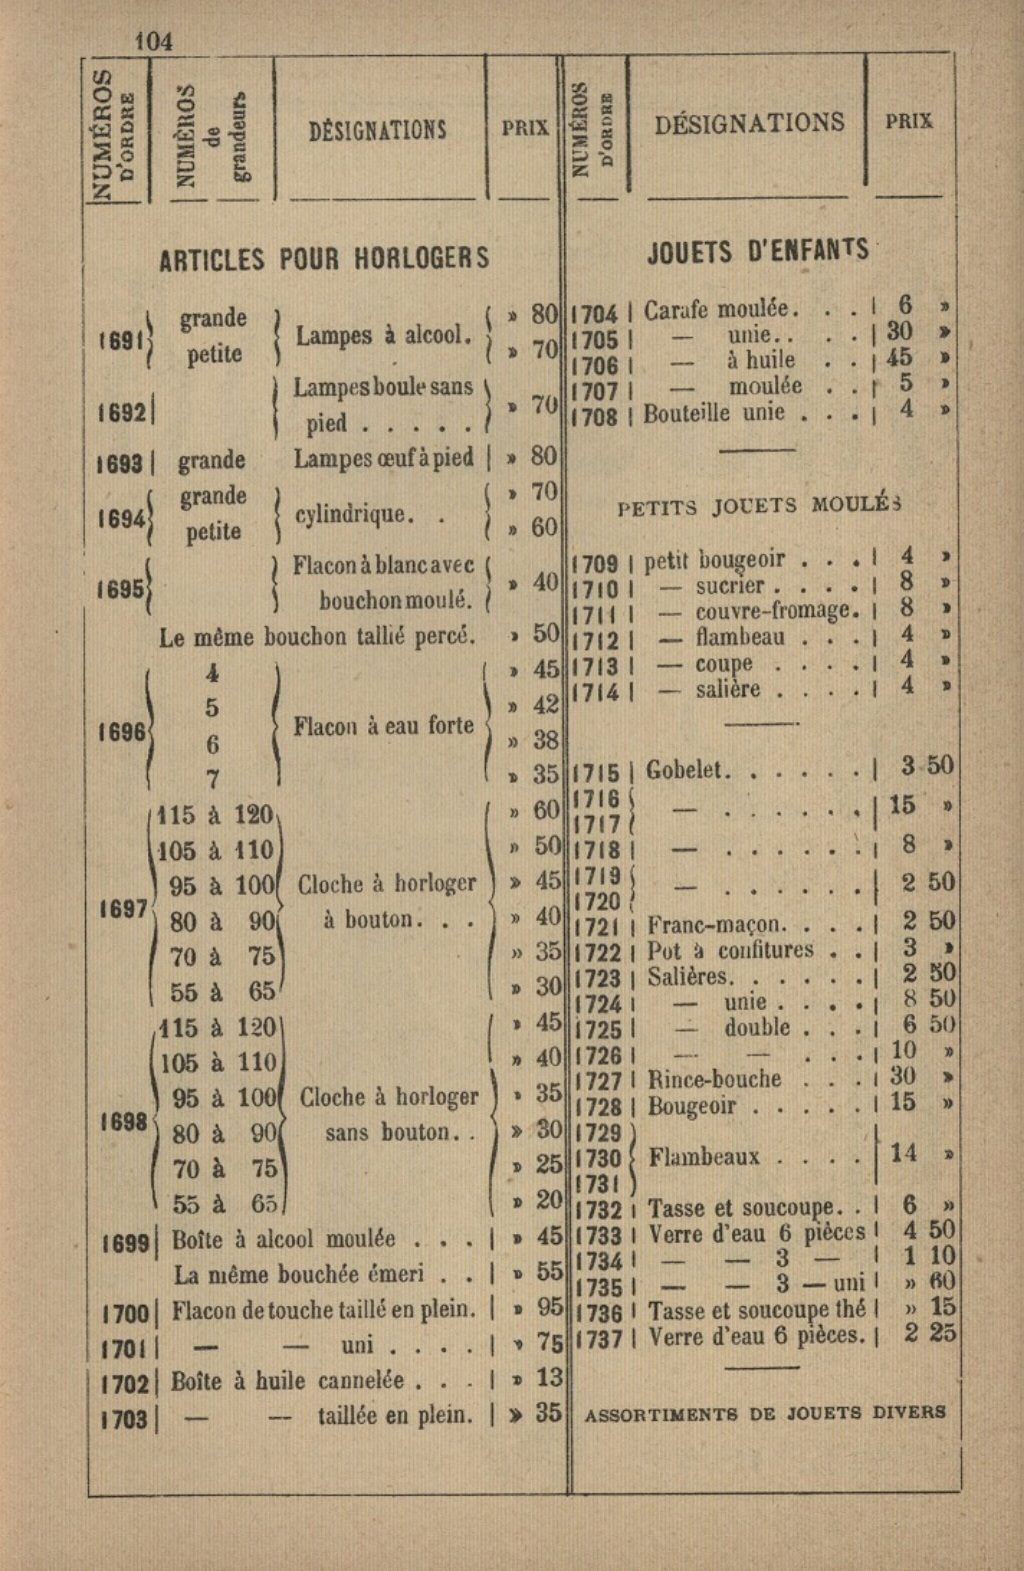 104
NUMÉROS D'ORDRE
NUMÉROS de grandeurs
DÉSIGNATIONS
PRIX
ARTICLES POUR HORLOGERS
1691 grande petite Lampes à alcool. » 80 » 70
1692 Lampes boule sans pied . . . . . » 70
1693 grande Lampes œuf à pied » 80
1694 grande petite cylindrique. . » 70 » 60
1695 Flacon à blanc avec bouchon moulé. » 40
Le même bouchon tallié percé. » 50
1696 Flacon à eau forte
4 » 45
5 » 42
6 » 38
7 » 35
1697 Cloche à horloger à bouton. . .
115 à 120 » 60
105 à 110 » 50
95 à 100 » 45
80 à 90 » 40
70 à 75 » 35
55 à 65 » 30
1698 Cloche à horloger sans bouton. .
115 à 120 » 45
105 à 110 » 40
95 à 100 » 35
80 à 90 » 30
70 à 75 » 25
55 à 65 » 20
1699 Boîte à alcool moulée . . . » 45
La même bouchée émeri . . » 55
1700 Flacon de touche taillé en plein. » 95
1701 — — uni . . . . » 75
1702 Boîte à huile cannelée . . . » 13
1703 — — taillée en plein. » 35
NUMÉROS D'ORDRE
DÉSIGNATIONS
PRIX
JOUETS D'ENFANTS
1704 Carafe moulée. . . 6 »
1705 — unie. . . . 30 »
1706 — à huile . . 45 »
1707 — moulée . . 5 »
1708 Bouteille unie . . . 4 »
PETITS JOUETS MOULÉS
1709 petit bougeoir . . . 4 »
1710 — sucrier . . . . 8 »
1711 — couvre-fromage. 8 »
1712 — flambeau . . . 4 »
1713 — coupe . . . . 4 »
1714 — salière . . . . 4 »
1715 Gobelet. . . . . . 3 50
1716 1717 — . . . . . . 15 »
1718 — . . . . . . 8 »
1719 1720 — . . . . . . 2 50
1721 Franc-maçon. . . . 2 50
1722 Pot à confitures . . 3 »
1723 Salières. . . . . . 2 50
1724 — unie . . . . 8 50
1725 — double . . . 6 50
1726 — — . . . 10 »
1727 Rince-bouche . . . 30 »
1728 Bougeoir . . . . . 15 »
1729 1730 1731 Flambeaux . . . . 14 »
1732 Tasse et soucoupe. . 6 »
1733 Verre d'eau 6 pièces 4 50
1734 — — 3 — 1 10
1735 — — 3 — uni » 60
1736 Tasse et soucoupe thé » 15
1737 Verre d'eau 6 pièces. 2 25
ASSORTIMENTS DE JOUETS DIVERS